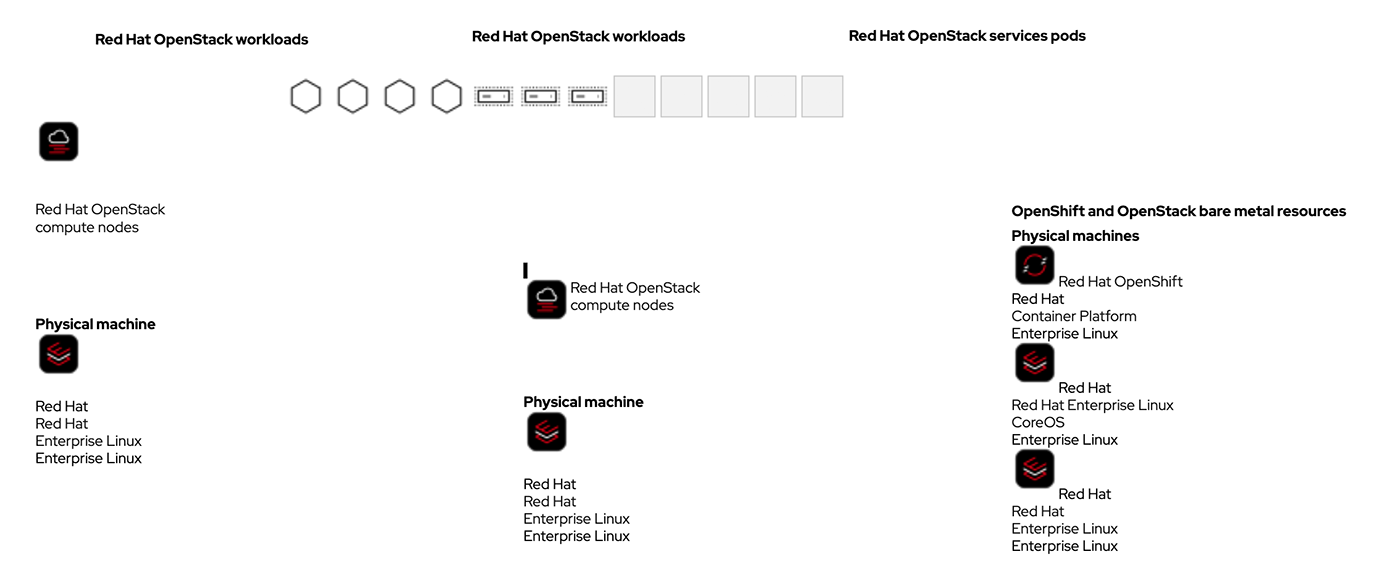 Red Hat OpenStack workloads
Red Hat OpenStack workloads
Red Hat OpenStack services pods
Red Hat OpenStack
compute nodes
Physical machine
Red Hat
Red Hat
Enterprise Linux
Enterprise Linux
Red Hat OpenStack
compute nodes
Physical machine
Red Hat
Red Hat
Enterprise Linux
Enterprise Linux
OpenShift and OpenStack bare metal resources
Physical machines
Red Hat OpenShift
Red Hat
Container Platform
Enterprise Linux
Red Hat
Red Hat Enterprise Linux
CoreOS
Enterprise Linux
Red Hat
Red Hat
Enterprise Linux
Enterprise Linux